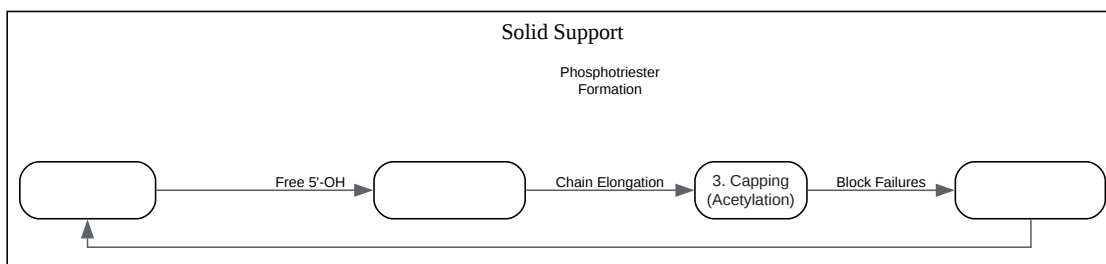 Solid Support
Phosphotriester
Formation
Free 5'-OH
Chain Elongation
3. Capping
(Acetylation)
Block Failures